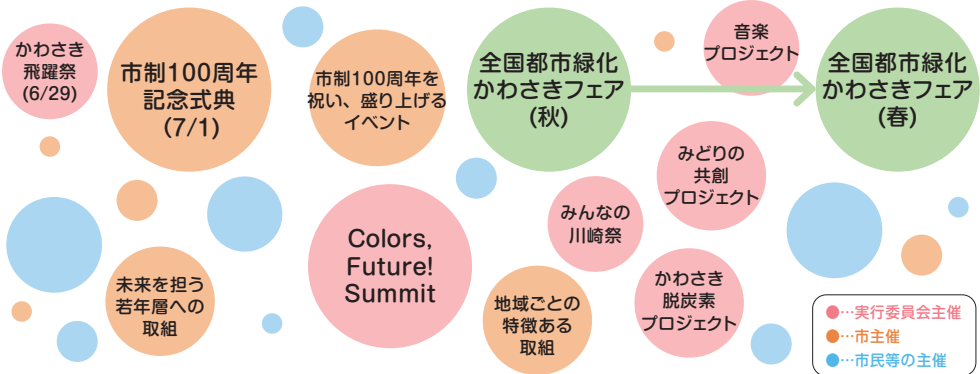 かわさき
飛躍祭
(6/29)
市制100周年
記念式典
(7/1)
市制100周年を
祝い、盛り上げる
イベント
全国都市緑化
かわさきフェア
(秋)
音楽
プロジェクト
全国都市緑化
かわさきフェア
(春)
みどりの
共創
プロジェクト
みんなの
川崎祭
Colors,
Future!
Summit
未来を担う
若年層への
取組
地域ごとの
特徴ある
取組
かわさき
脱炭素
プロジェクト
●…実行委員会主催
●…市主催
●…市民等の主催